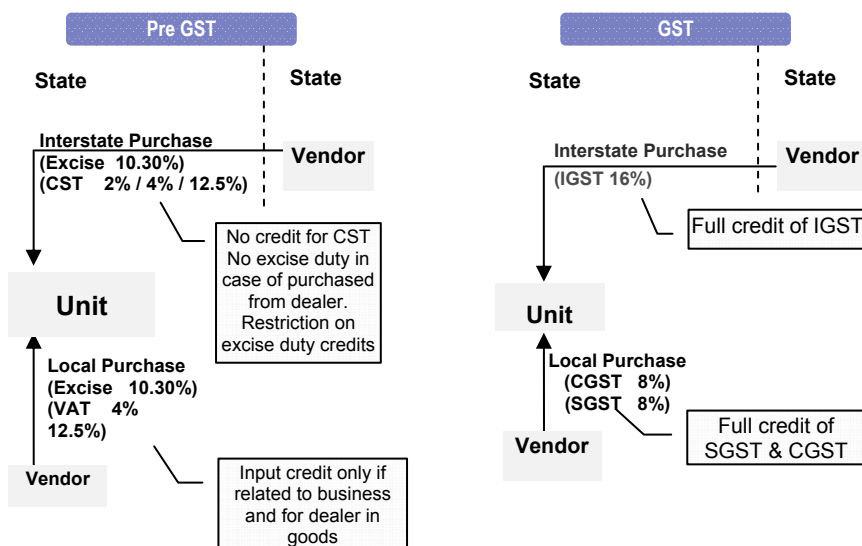 Pre GST
State
State
Interstate Purchase
(Excise 10.30%)
(CST 2% / 4% / 12.5%)
Vendor
No credit for CST
No excise duty in
case of purchased
from dealer.
Restriction on
excise duty credits
Unit
Local Purchase
(Excise 10.30%)
(VAT 4%
12.5%)
Vendor
Input credit only if
related to business
and for dealer in
goods
GST
State
State
Interstate Purchase
(IGST 16%)
Vendor
Full credit of IGST
Unit
Local Purchase
(CGST 8%)
(SGST 8%)
Vendor
Full credit of
SGST & CGST